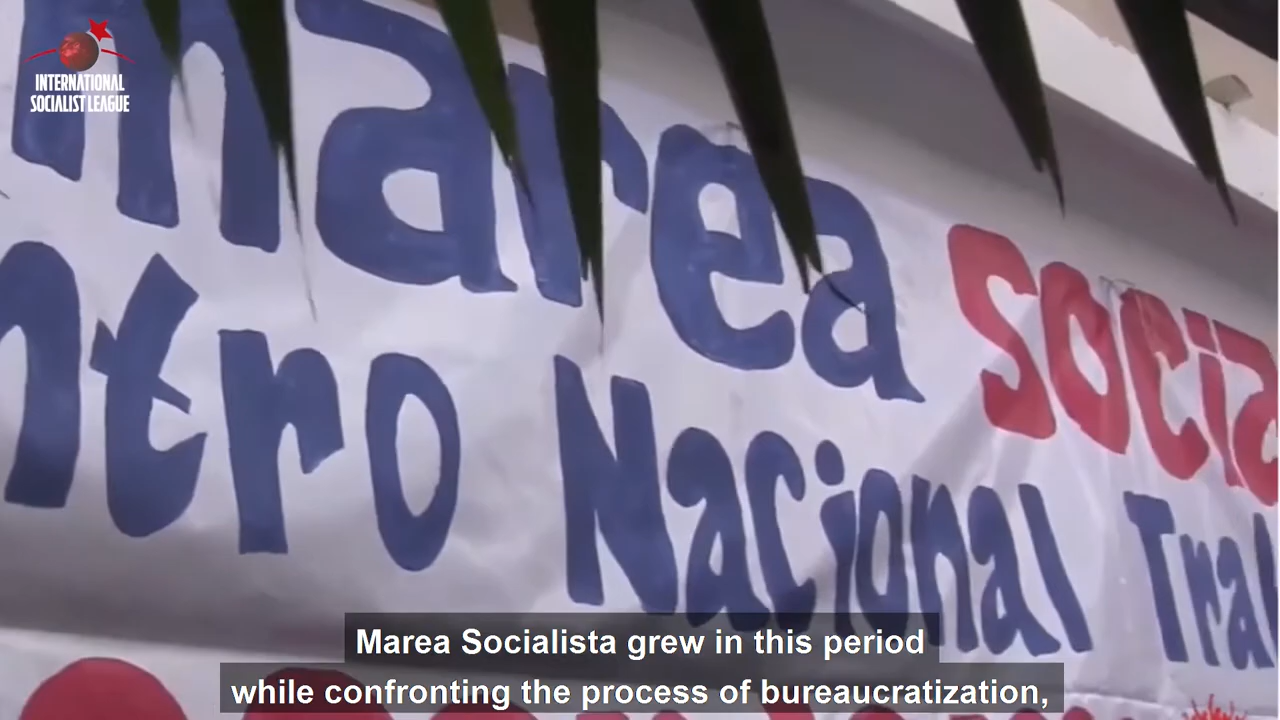 INTERNATIONAL
SOCIALIST LEAGUE
marea socia
ntro Nacional Trab
Marea Socialista grew in this period
while confronting the process of bureaucratization,